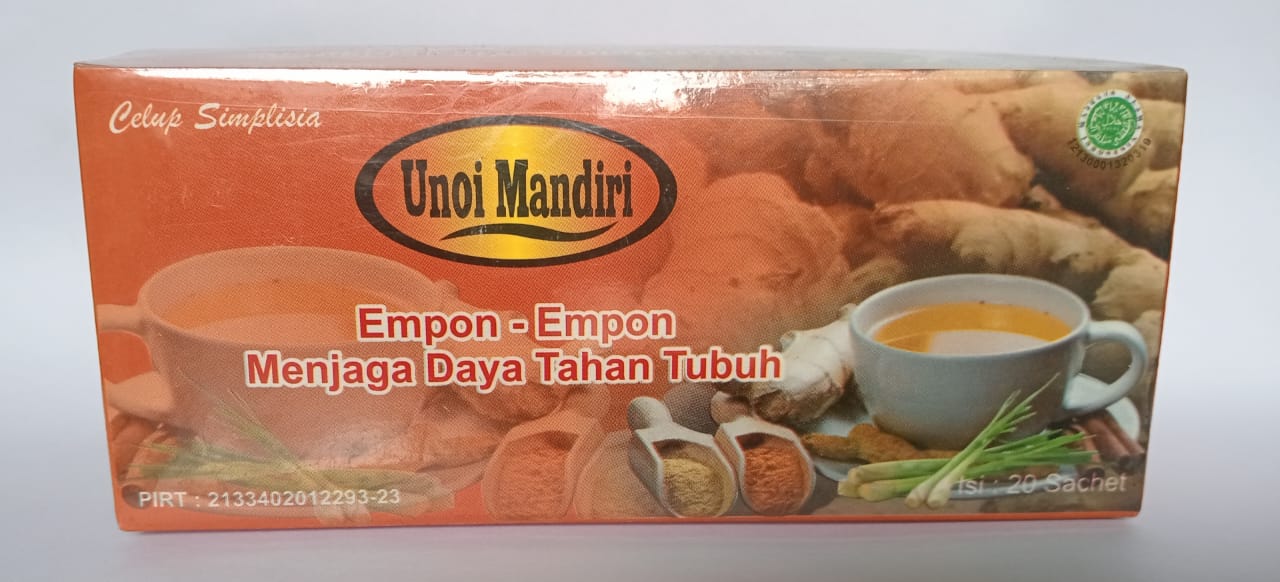 Celup Simplisia
Unoi Mandiri
Empon - Empon
Menjaga Daya Tahan Tubuh
PIRT : 2133402012293-23
Isi : 20 Sachet